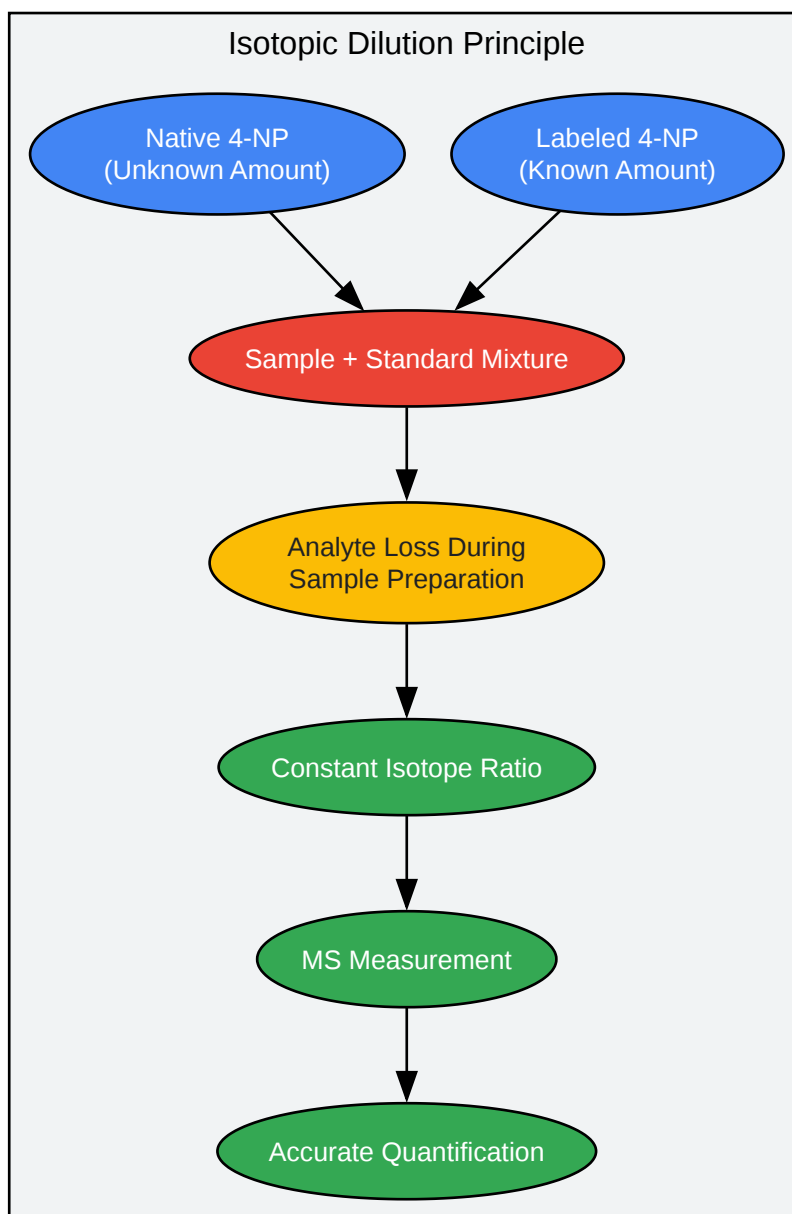 Isotopic Dilution Principle
Native 4-NP
(Unknown Amount)
Labeled 4-NP
(Known Amount)
Sample + Standard Mixture
Analyte Loss During
Sample Preparation
Constant Isotope Ratio
MS Measurement
Accurate Quantification